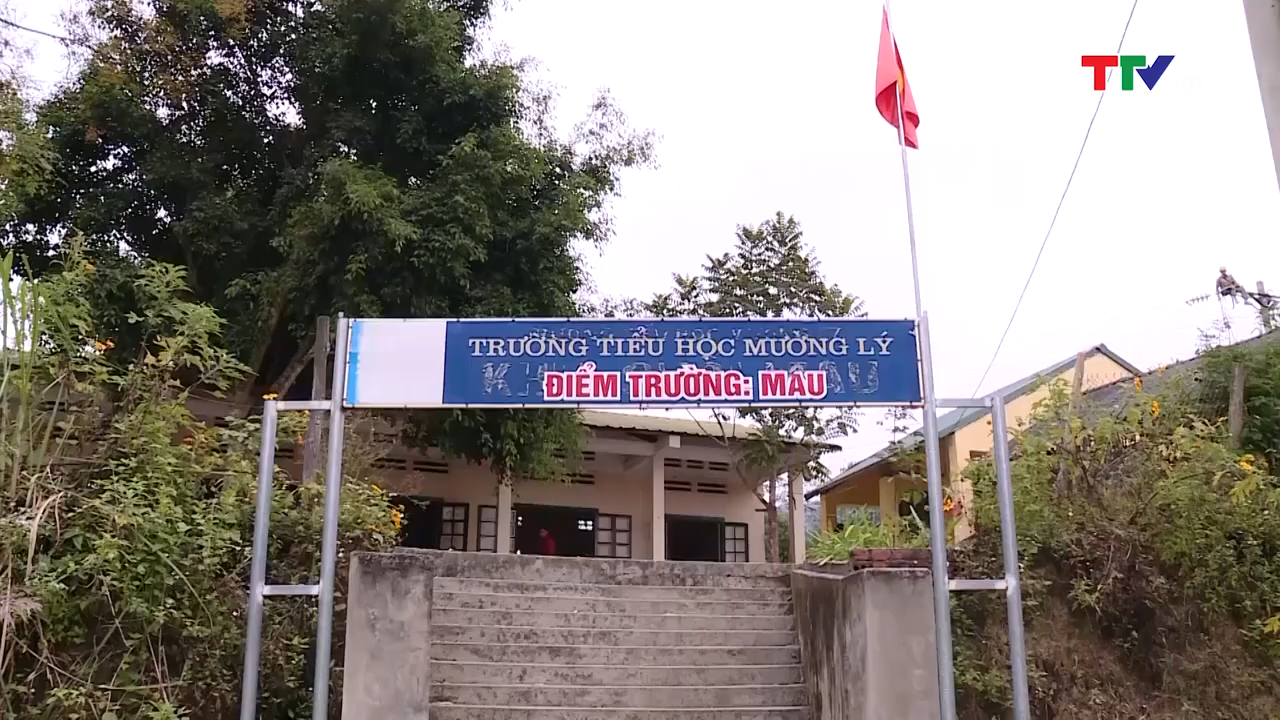 TTV
TRƯỜNG TIỂU HỌC MƯỜNG LÝ
ĐIỂM TRƯỜNG: MAU